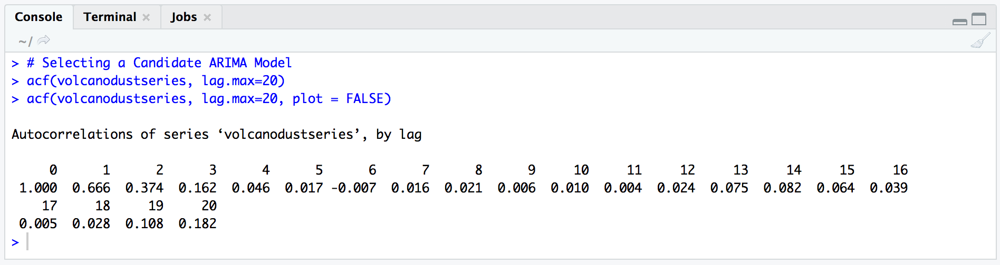 Console Terminal Jobs
~/
> # Selecting a Candidate ARIMA Model
> acf(volcanodustseries, lag.max=20)
> acf(volcanodustseries, lag.max=20, plot = FALSE)
Autocorrelations of series ‘volcanodustseries’, by lag
0 1 2 3 4 5 6 7 8 9 10 11 12 13 14 15 16
1.000 0.666 0.374 0.162 0.046 0.017 -0.007 0.016 0.021 0.006 0.010 0.004 0.024 0.075 0.082 0.064 0.039
17 18 19 20
0.005 0.028 0.108 0.182
>